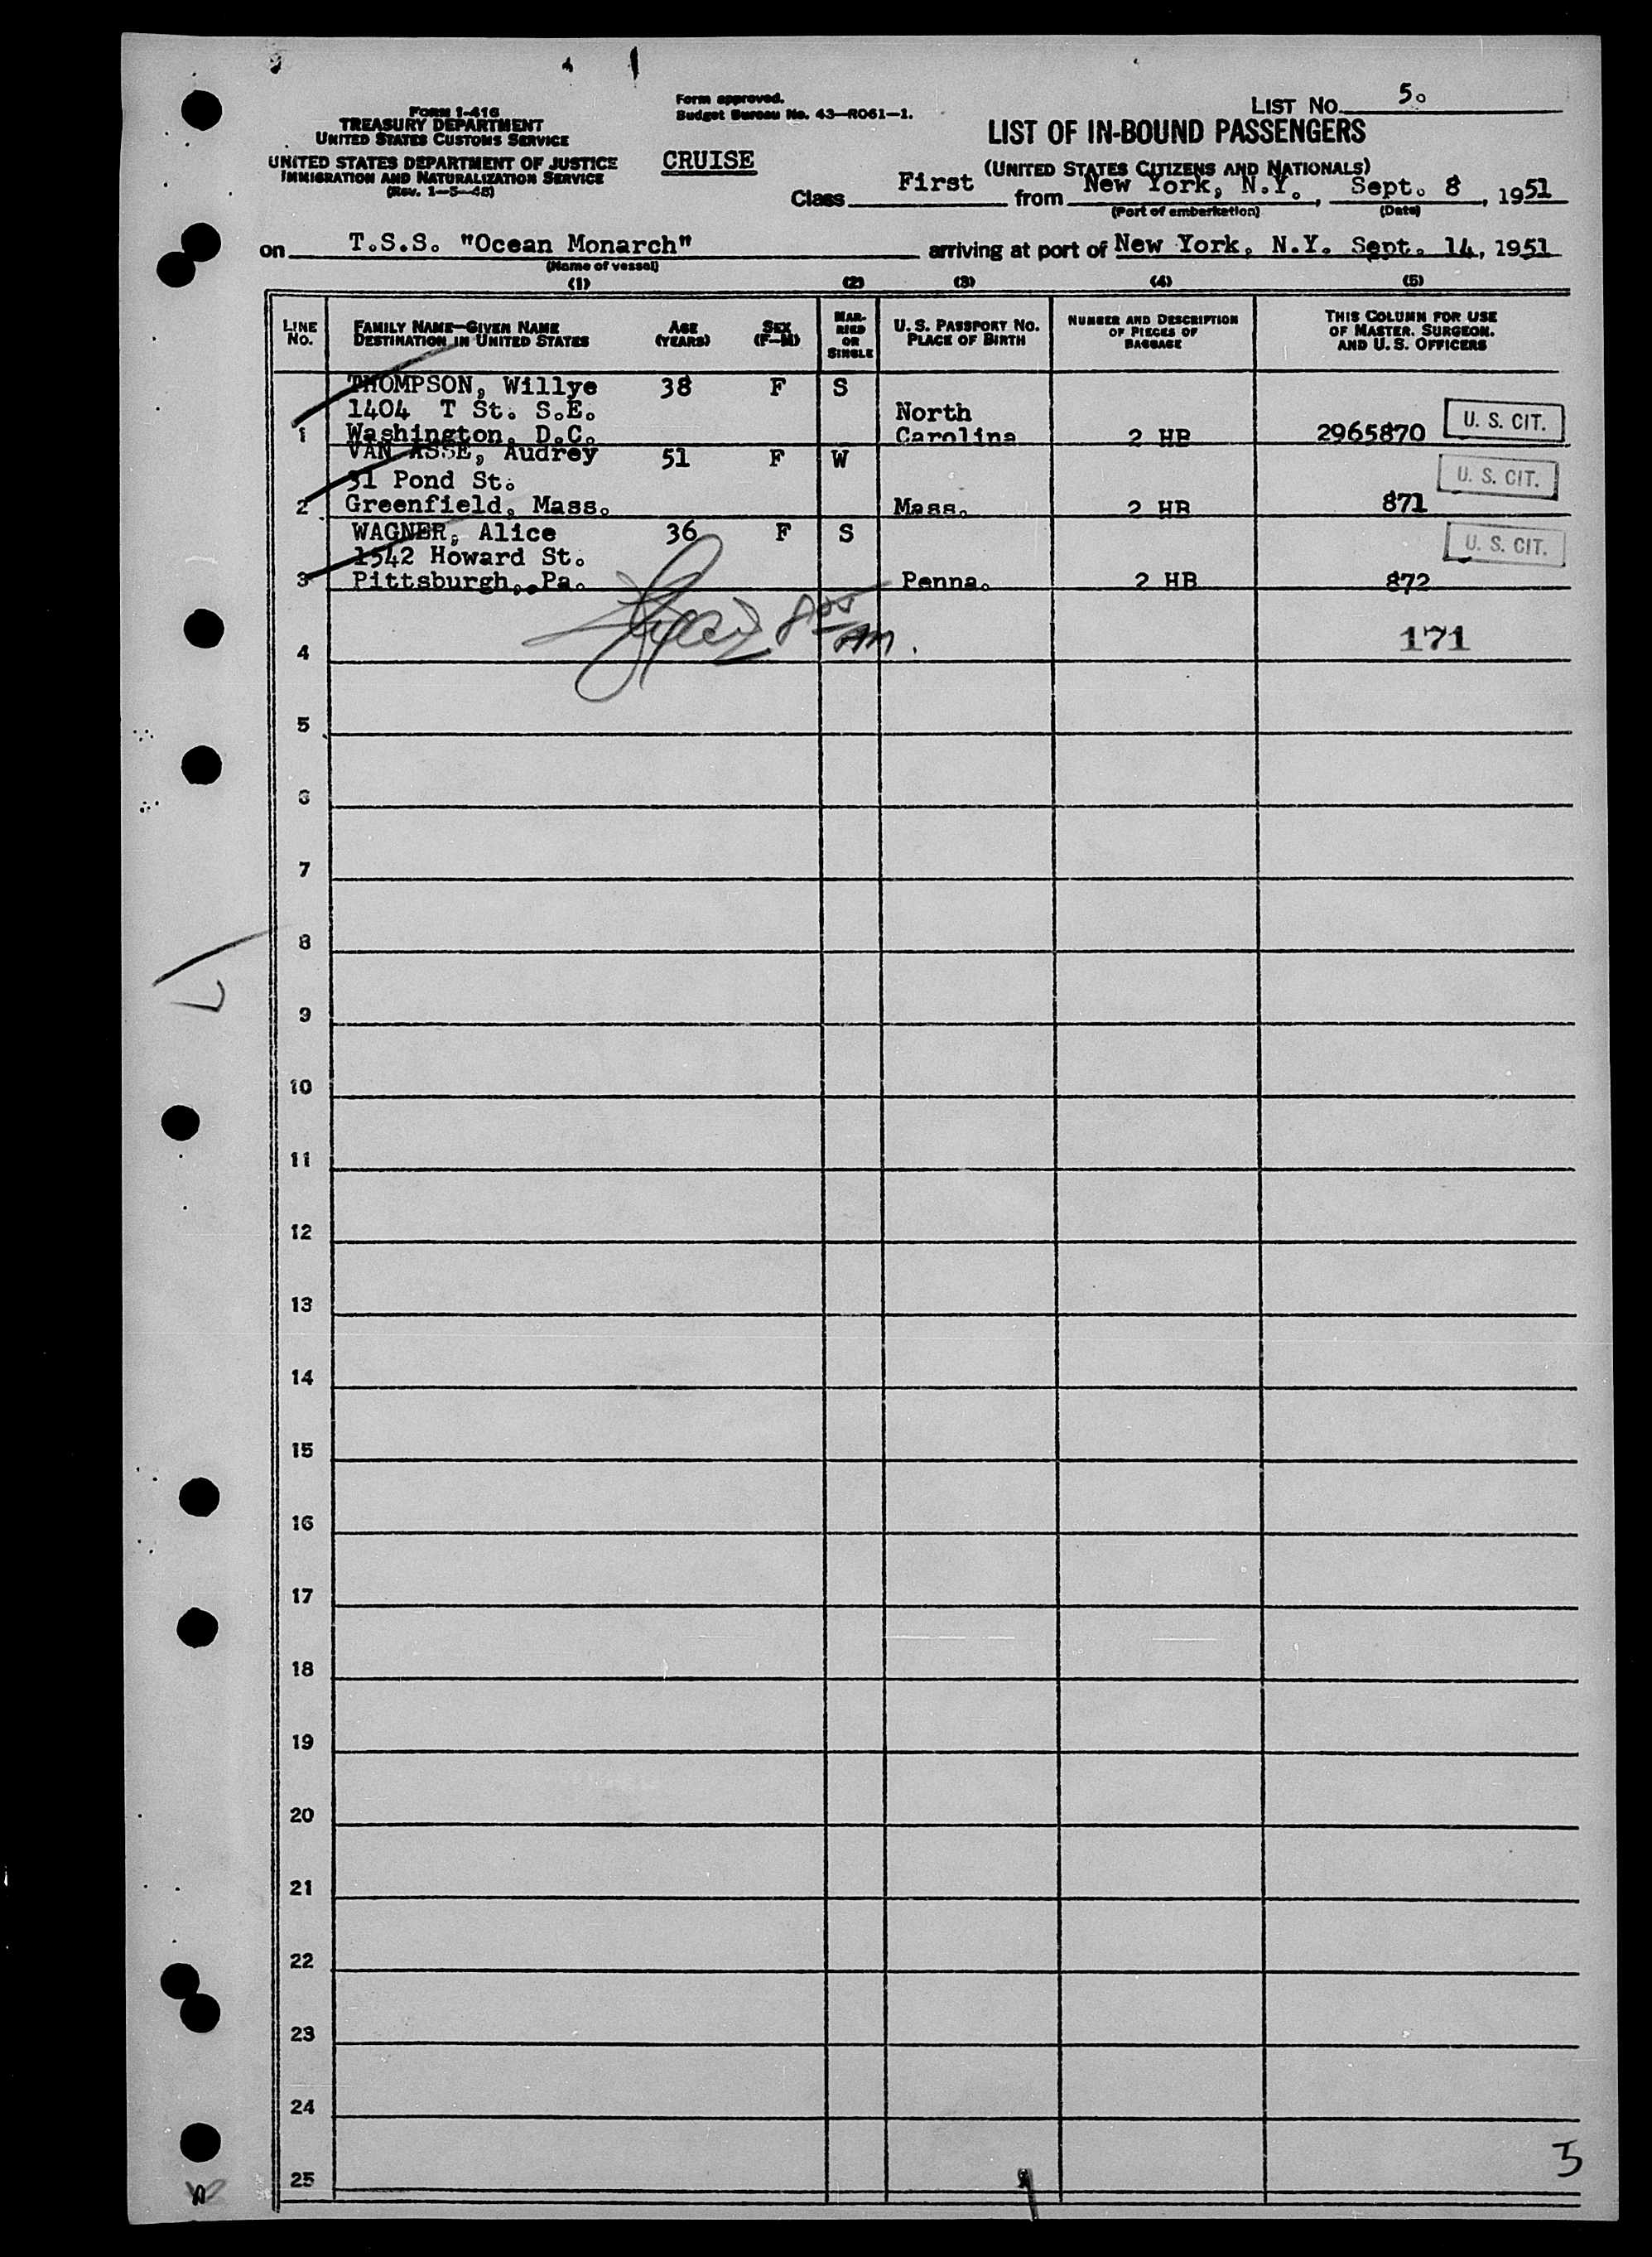 LIST NO. 5.
FORM I-416
TREASURY DEPARTMENT
UNITED STATES CUSTOMS SERVICE
UNITED STATES DEPARTMENT OF JUSTICE
IMMIGRATION AND NATURALIZATION SERVICE
(Rev. 1-5-48)
Form approved.
Budget Bureau No. 43-R061-1.
CRUISE
LIST OF IN-BOUND PASSENGERS
(UNITED STATES CITIZENS AND NATIONALS)
Class First from New York, N.Y., Sept. 8, 1951
(Port of embarkation) (Date)
on T.S.S. "Ocean Monarch" arriving at port of New York, N.Y. Sept. 14, 1951
(Name of vessel)
(1) (2) (3) (4) (5)
LINE NO.
FAMILY NAME—GIVEN NAME
DESTINATION IN UNITED STATES
AGE (YEARS)
SEX (F-M)
MAR-
RIED
OR
SINGLE
U. S. PASSPORT NO.
PLACE OF BIRTH
NUMBER AND DESCRIPTION
OF PIECES OF
BAGGAGE
THIS COLUMN FOR USE
OF MASTER, SURGEON,
AND U. S. OFFICERS
THOMPSON, Willye 38 F S
1404 T St. S.E. North
1 Washington, D.C. Carolina 2 HB 2965870 U. S. CIT.
VAN ASSE, Audrey 51 F W
31 Pond St. U. S. CIT.
2 Greenfield, Mass. Mass. 2 HB 871
WAGNER, Alice 36 F S
1542 Howard St. U. S. CIT.
3 Pittsburgh, Pa. Penna. 2 HB 872
AM.
171
4
5
6
7
8
9
10
11
12
13
14
15
16
17
18
19
20
21
22
23
24
25